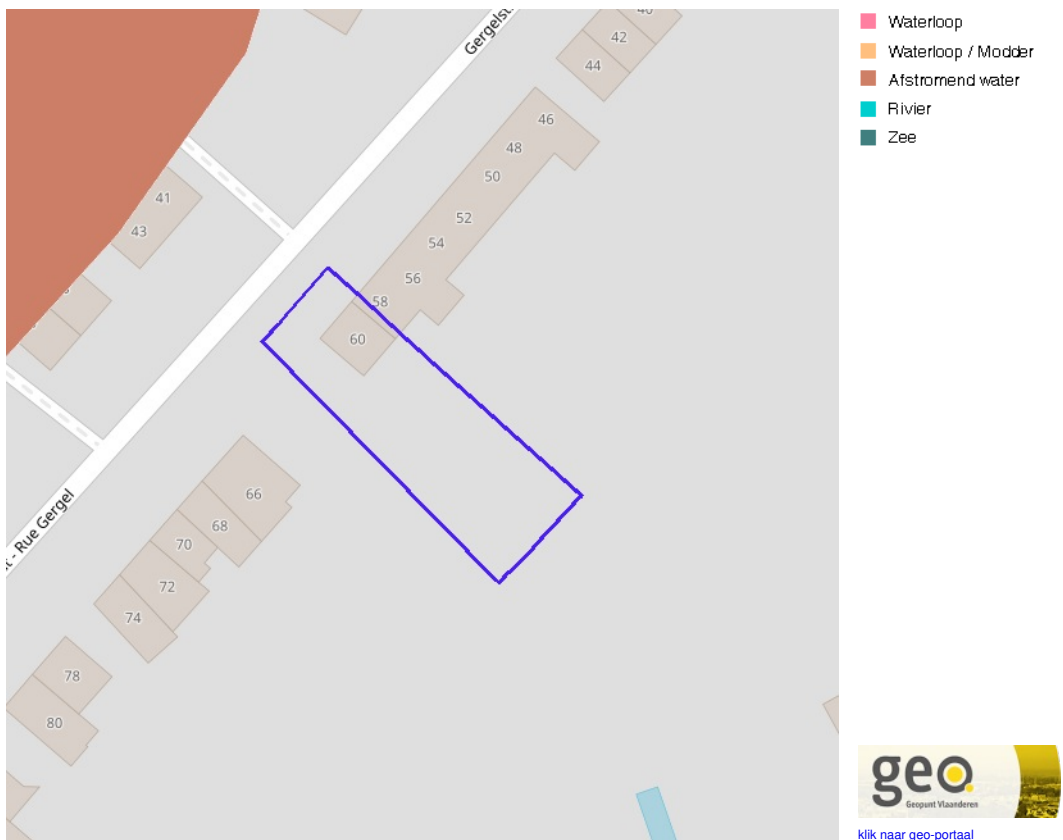 Gergelst
40
42
44
46
48
50
52
54
56
58
60
41
43
t - Rue Gergel
66
68
70
72
74
78
80
Waterloop
Waterloop / Modder
Afstromend water
Rivier
Zee
geo.
Geopunt Vlaanderen
klik naar geo-portaal